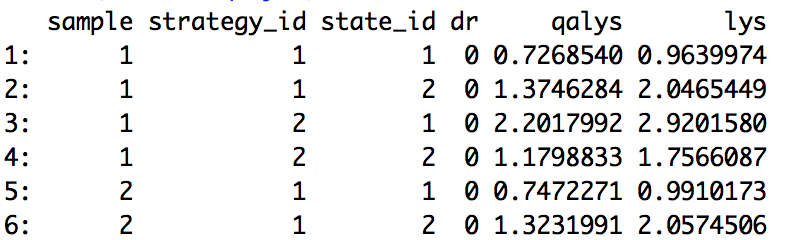 sample strategy_id state_id dr qalys lys
1: 1 1 1 0 0.7268540 0.9639974
2: 1 1 2 0 1.3746284 2.0465449
3: 1 2 1 0 2.2017992 2.9201580
4: 1 2 2 0 1.1798833 1.7566087
5: 2 1 1 0 0.7472271 0.9910173
6: 2 1 2 0 1.3231991 2.0574506